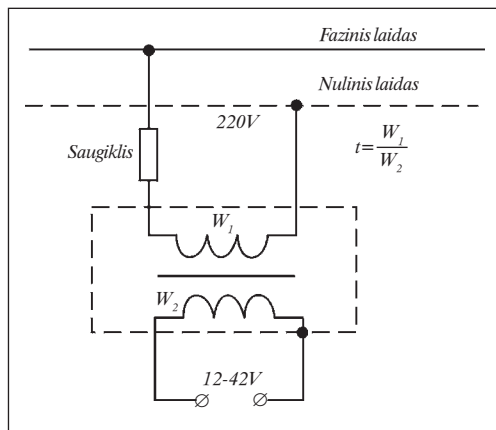 Fazinis laidas
Nulinis laidas
220V
Saugiklis
t = W1/W2
W1
W2
12-42V